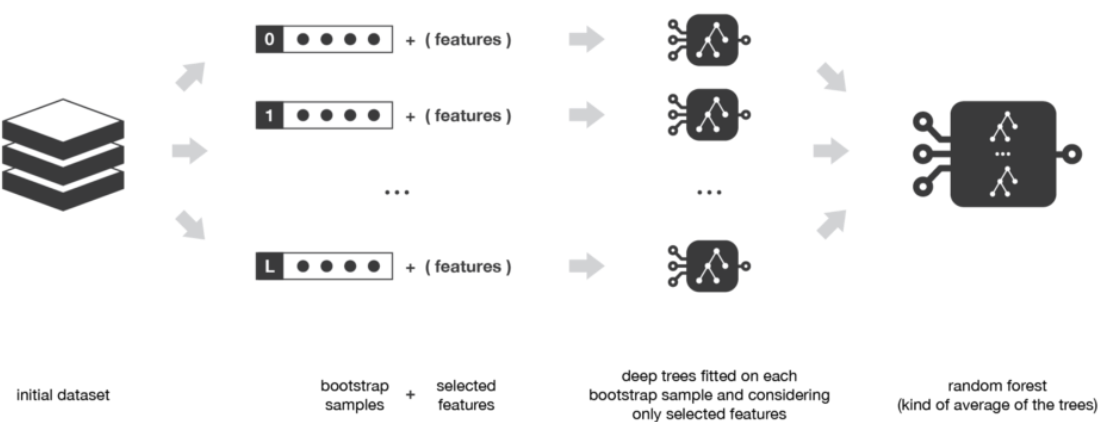 0 + ( features )
1 + ( features )
... ...
L + ( features )
...
initial dataset
bootstrap
samples
+
selected
features
deep trees fitted on each
bootstrap sample and considering
only selected features
random forest
(kind of average of the trees)